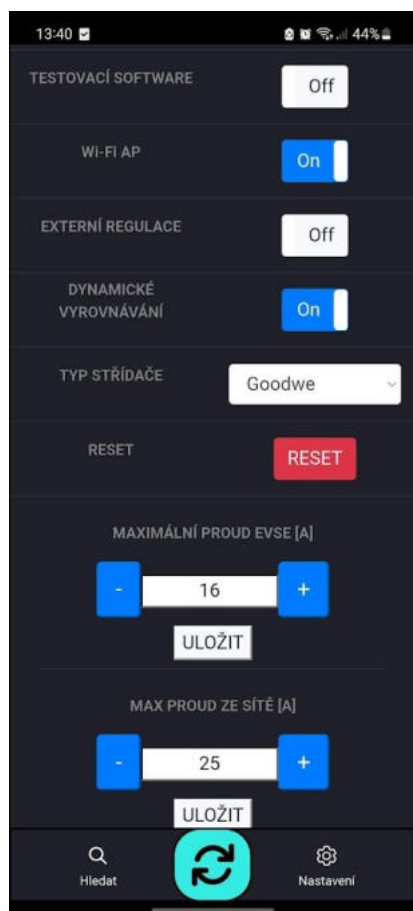 13:40 44%
TESTOVACÍ SOFTWARE Off
Wi-Fi AP On
EXTERNÍ REGULACE Off
DYNAMICKÉ
VYROVNÁVÁNÍ On
TYP STŘÍDAČE Goodwe
RESET RESET
MAXIMÁLNÍ PROUD EVSE [A]
- 16 +
ULOŽIT
MAX PROUD ZE SÍTĚ [A]
- 25 +
ULOŽIT
Hledat Nastavení